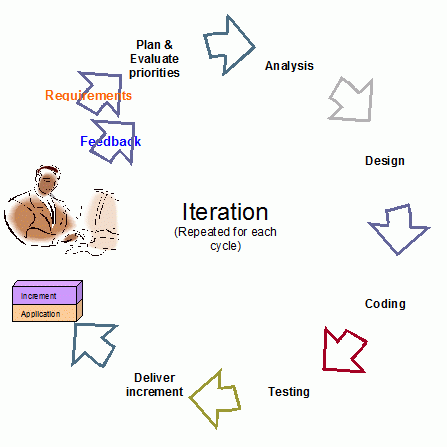 Plan &
Evaluate
priorities
Analysis
Requirements
Feedback
Design
Iteration
(Repeated for each
cycle)
Increment
Application
Coding
Deliver
increment
Testing